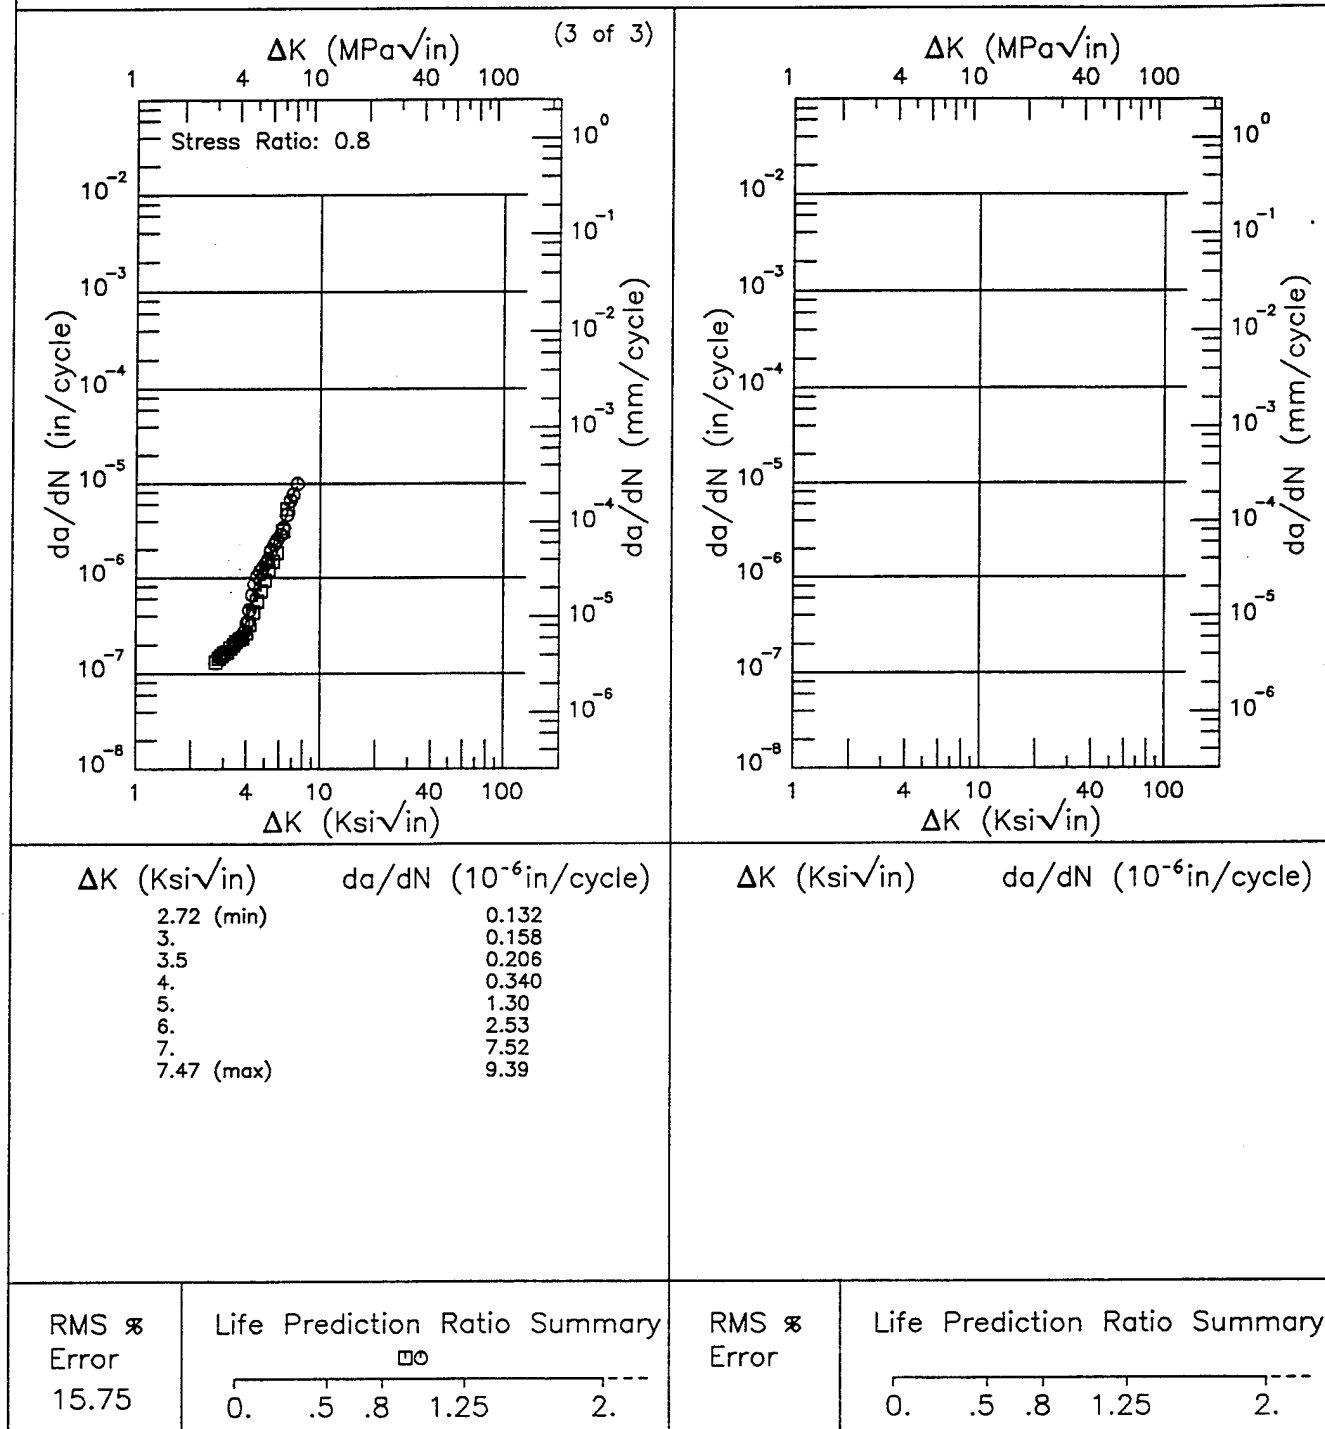 (3 of 3)
ΔK (MPa√in)
1 4 10 40 100
Stress Ratio: 0.8
10⁻²
10⁻³
10⁻⁴
10⁻⁵
10⁻⁶
10⁻⁷
10⁻⁸
da/dN (in/cycle)
10⁰
10⁻¹
10⁻²
10⁻³
10⁻⁴
10⁻⁵
10⁻⁶
da/dN (mm/cycle)
1 4 10 40 100
ΔK (Ksi√in)
ΔK (MPa√in)
1 4 10 40 100
10⁻²
10⁻³
10⁻⁴
10⁻⁵
10⁻⁶
10⁻⁷
10⁻⁸
da/dN (in/cycle)
10⁰
10⁻¹
10⁻²
10⁻³
10⁻⁴
10⁻⁵
10⁻⁶
da/dN (mm/cycle)
1 4 10 40 100
ΔK (Ksi√in)
ΔK (Ksi√in) da/dN (10⁻⁶in/cycle)
2.72 (min) 0.132
3. 0.158
3.5 0.206
4. 0.340
5. 1.30
6. 2.53
7. 7.52
7.47 (max) 9.39
ΔK (Ksi√in) da/dN (10⁻⁶in/cycle)
RMS %
Error
15.75
Life Prediction Ratio Summary
0. .5 .8 1.25 2.
RMS %
Error
Life Prediction Ratio Summary
0. .5 .8 1.25 2.